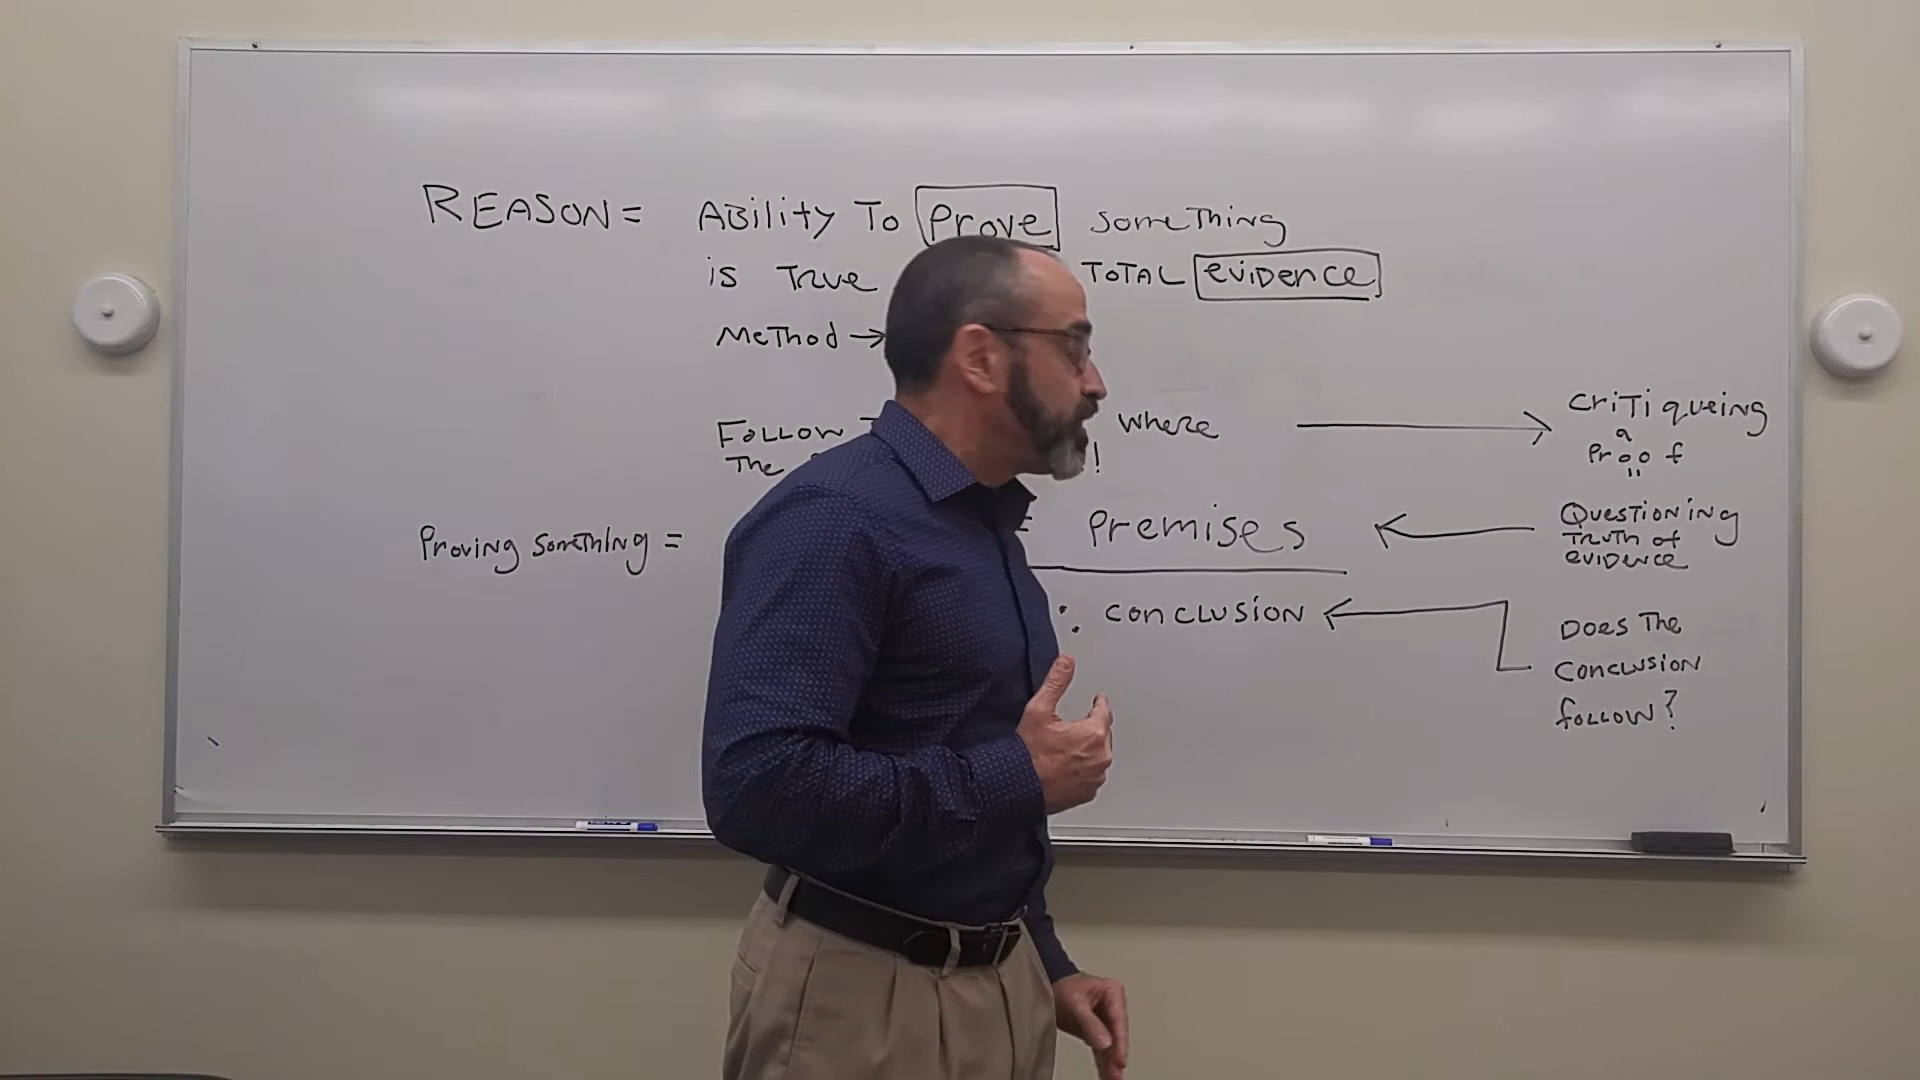 REASON = Ability To Prove something
is True TOTAL evidence
Method →
Follow where
The !
Proving something = = Premises
∴ conclusion
criTiqueing
a
Proof
"
Questioning
Truth of
evidence
Does The
conclusion
follow?